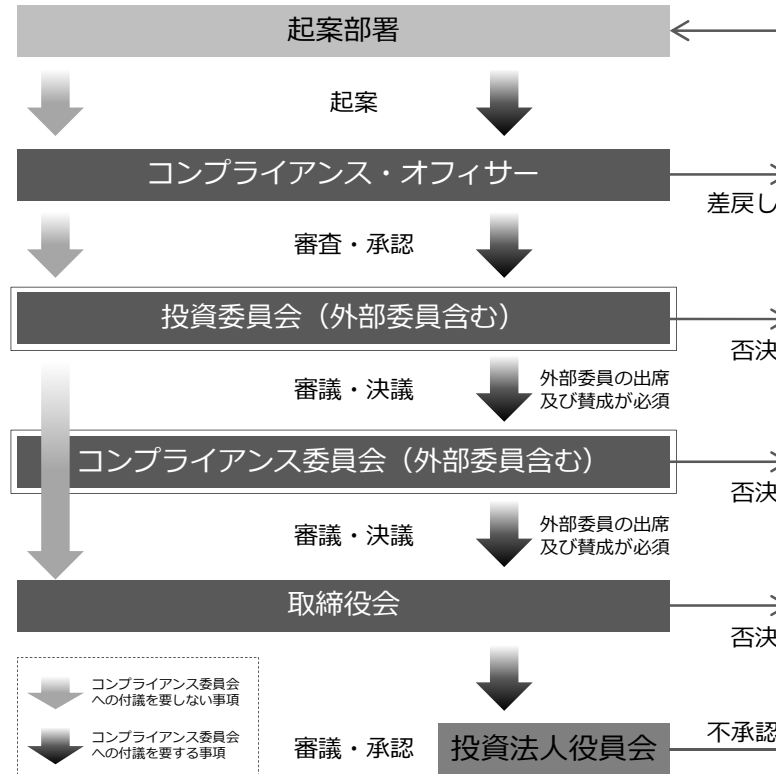 起案部署
起案
コンプライアンス・オフィサー
差戻し
審査・承認
投資委員会（外部委員含む）
否決
審議・決議
外部委員の出席
及び賛成が必須
コンプライアンス委員会（外部委員含む）
否決
審議・決議
外部委員の出席
及び賛成が必須
取締役会
否決
コンプライアンス委員会
への付議を要しない事項
コンプライアンス委員会
への付議を要する事項
審議・承認
投資法人役員会
不承認